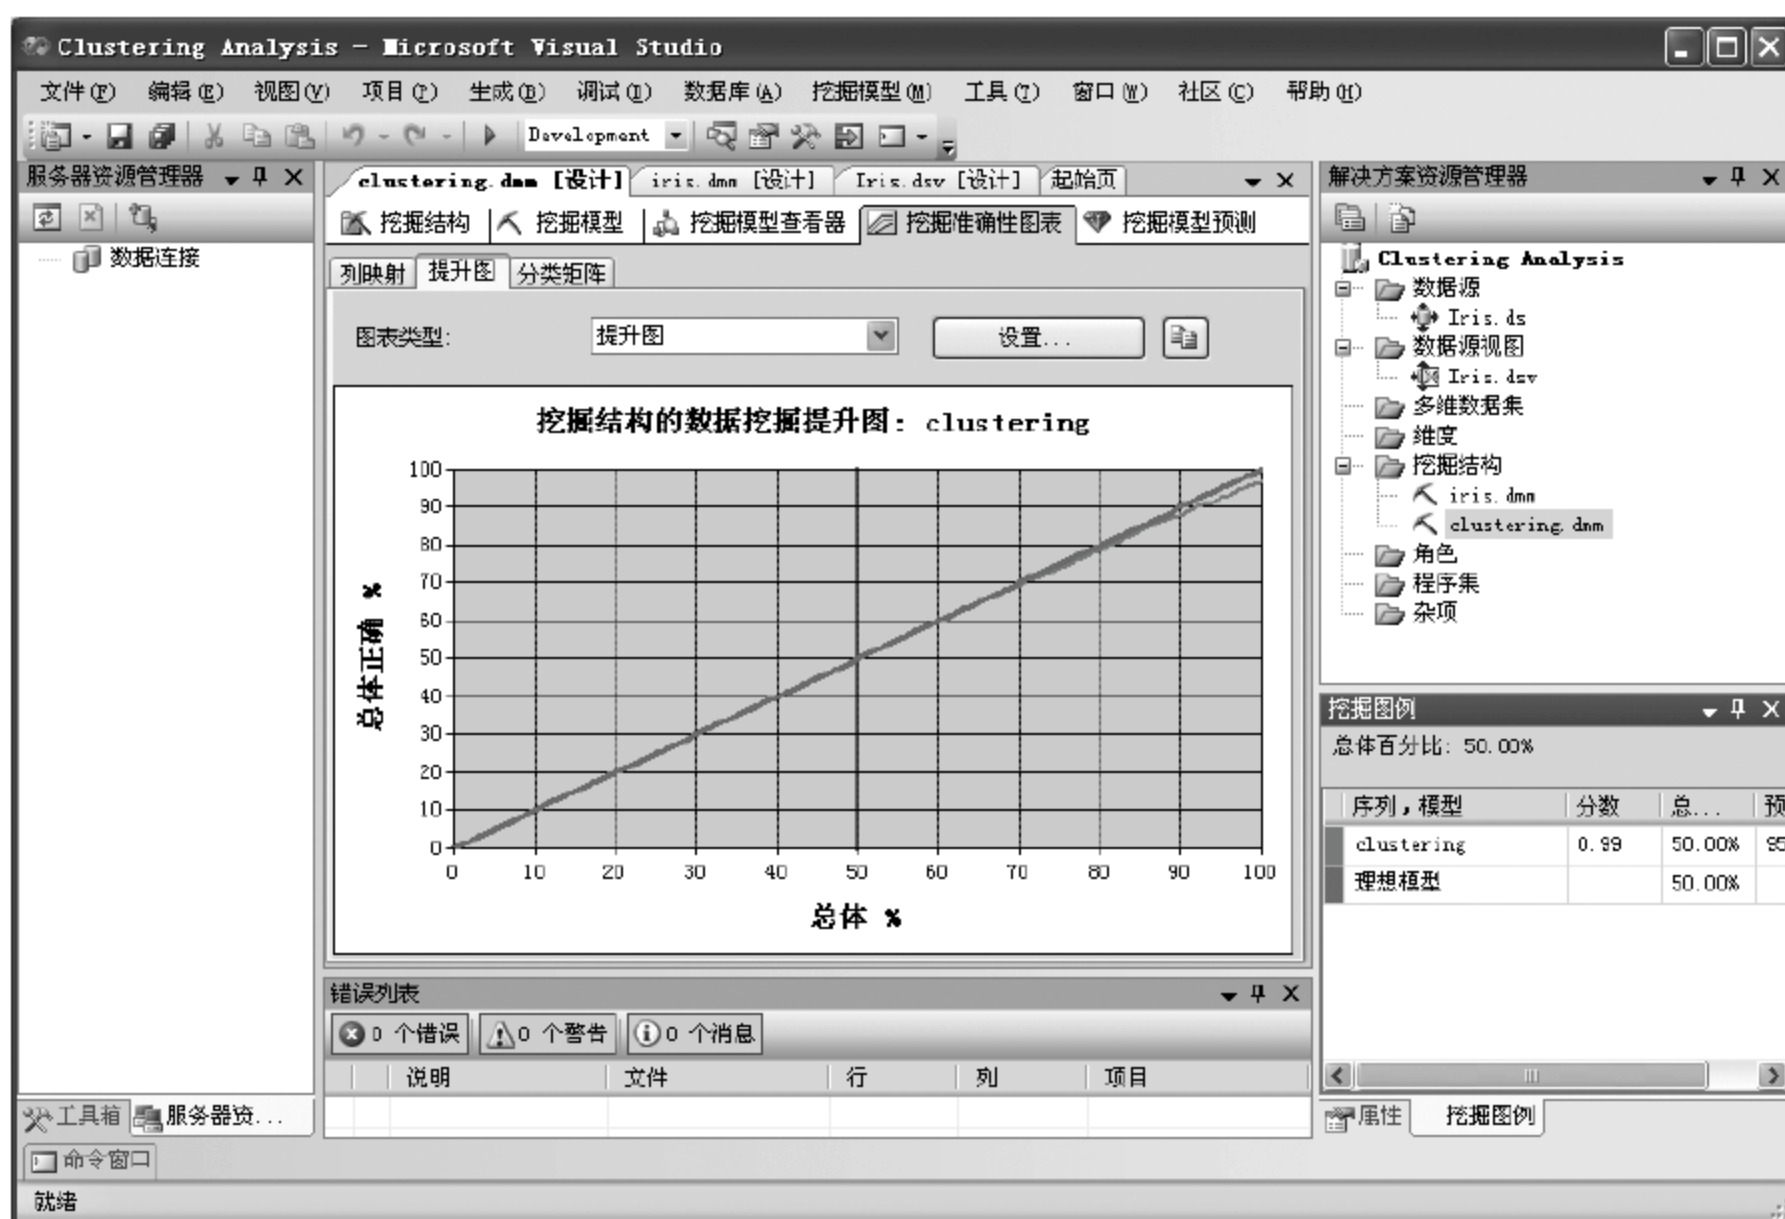 Clustering Analysis - Microsoft Visual Studio
文件(F) 编辑(E) 视图(V) 项目(P) 生成(B) 调试(D) 数据库(A) 挖掘模型(M) 工具(T) 窗口(W) 社区(C) 帮助(H)
Development
服务器资源管理器
数据连接
工具箱 服务器资...
命令窗口
就绪
clustering.dmm [设计] iris.dmm [设计] Iris.dsv [设计] 起始页
挖掘结构 挖掘模型 挖掘模型查看器 挖掘准确性图表 挖掘模型预测
列映射 提升图 分类矩阵
图表类型: 提升图 设置...
挖掘结构的数据挖掘提升图: clustering
总体正确 %
100
90
80
70
60
50
40
30
20
10
0
0 10 20 30 40 50 60 70 80 90 100
总体 %
错误列表
0 个错误 0 个警告 0 个消息
说明 文件 行 列 项目
解决方案资源管理器
Clustering Analysis
数据源
Iris.ds
数据源视图
Iris.dsv
多维数据集
维度
挖掘结构
iris.dmm
clustering.dmm
角色
程序集
杂项
挖掘图例
总体百分比: 50.00%
序列,模型 分数 总... 预
clustering 0.99 50.00% 95
理想模型 50.00%
属性 挖掘图例